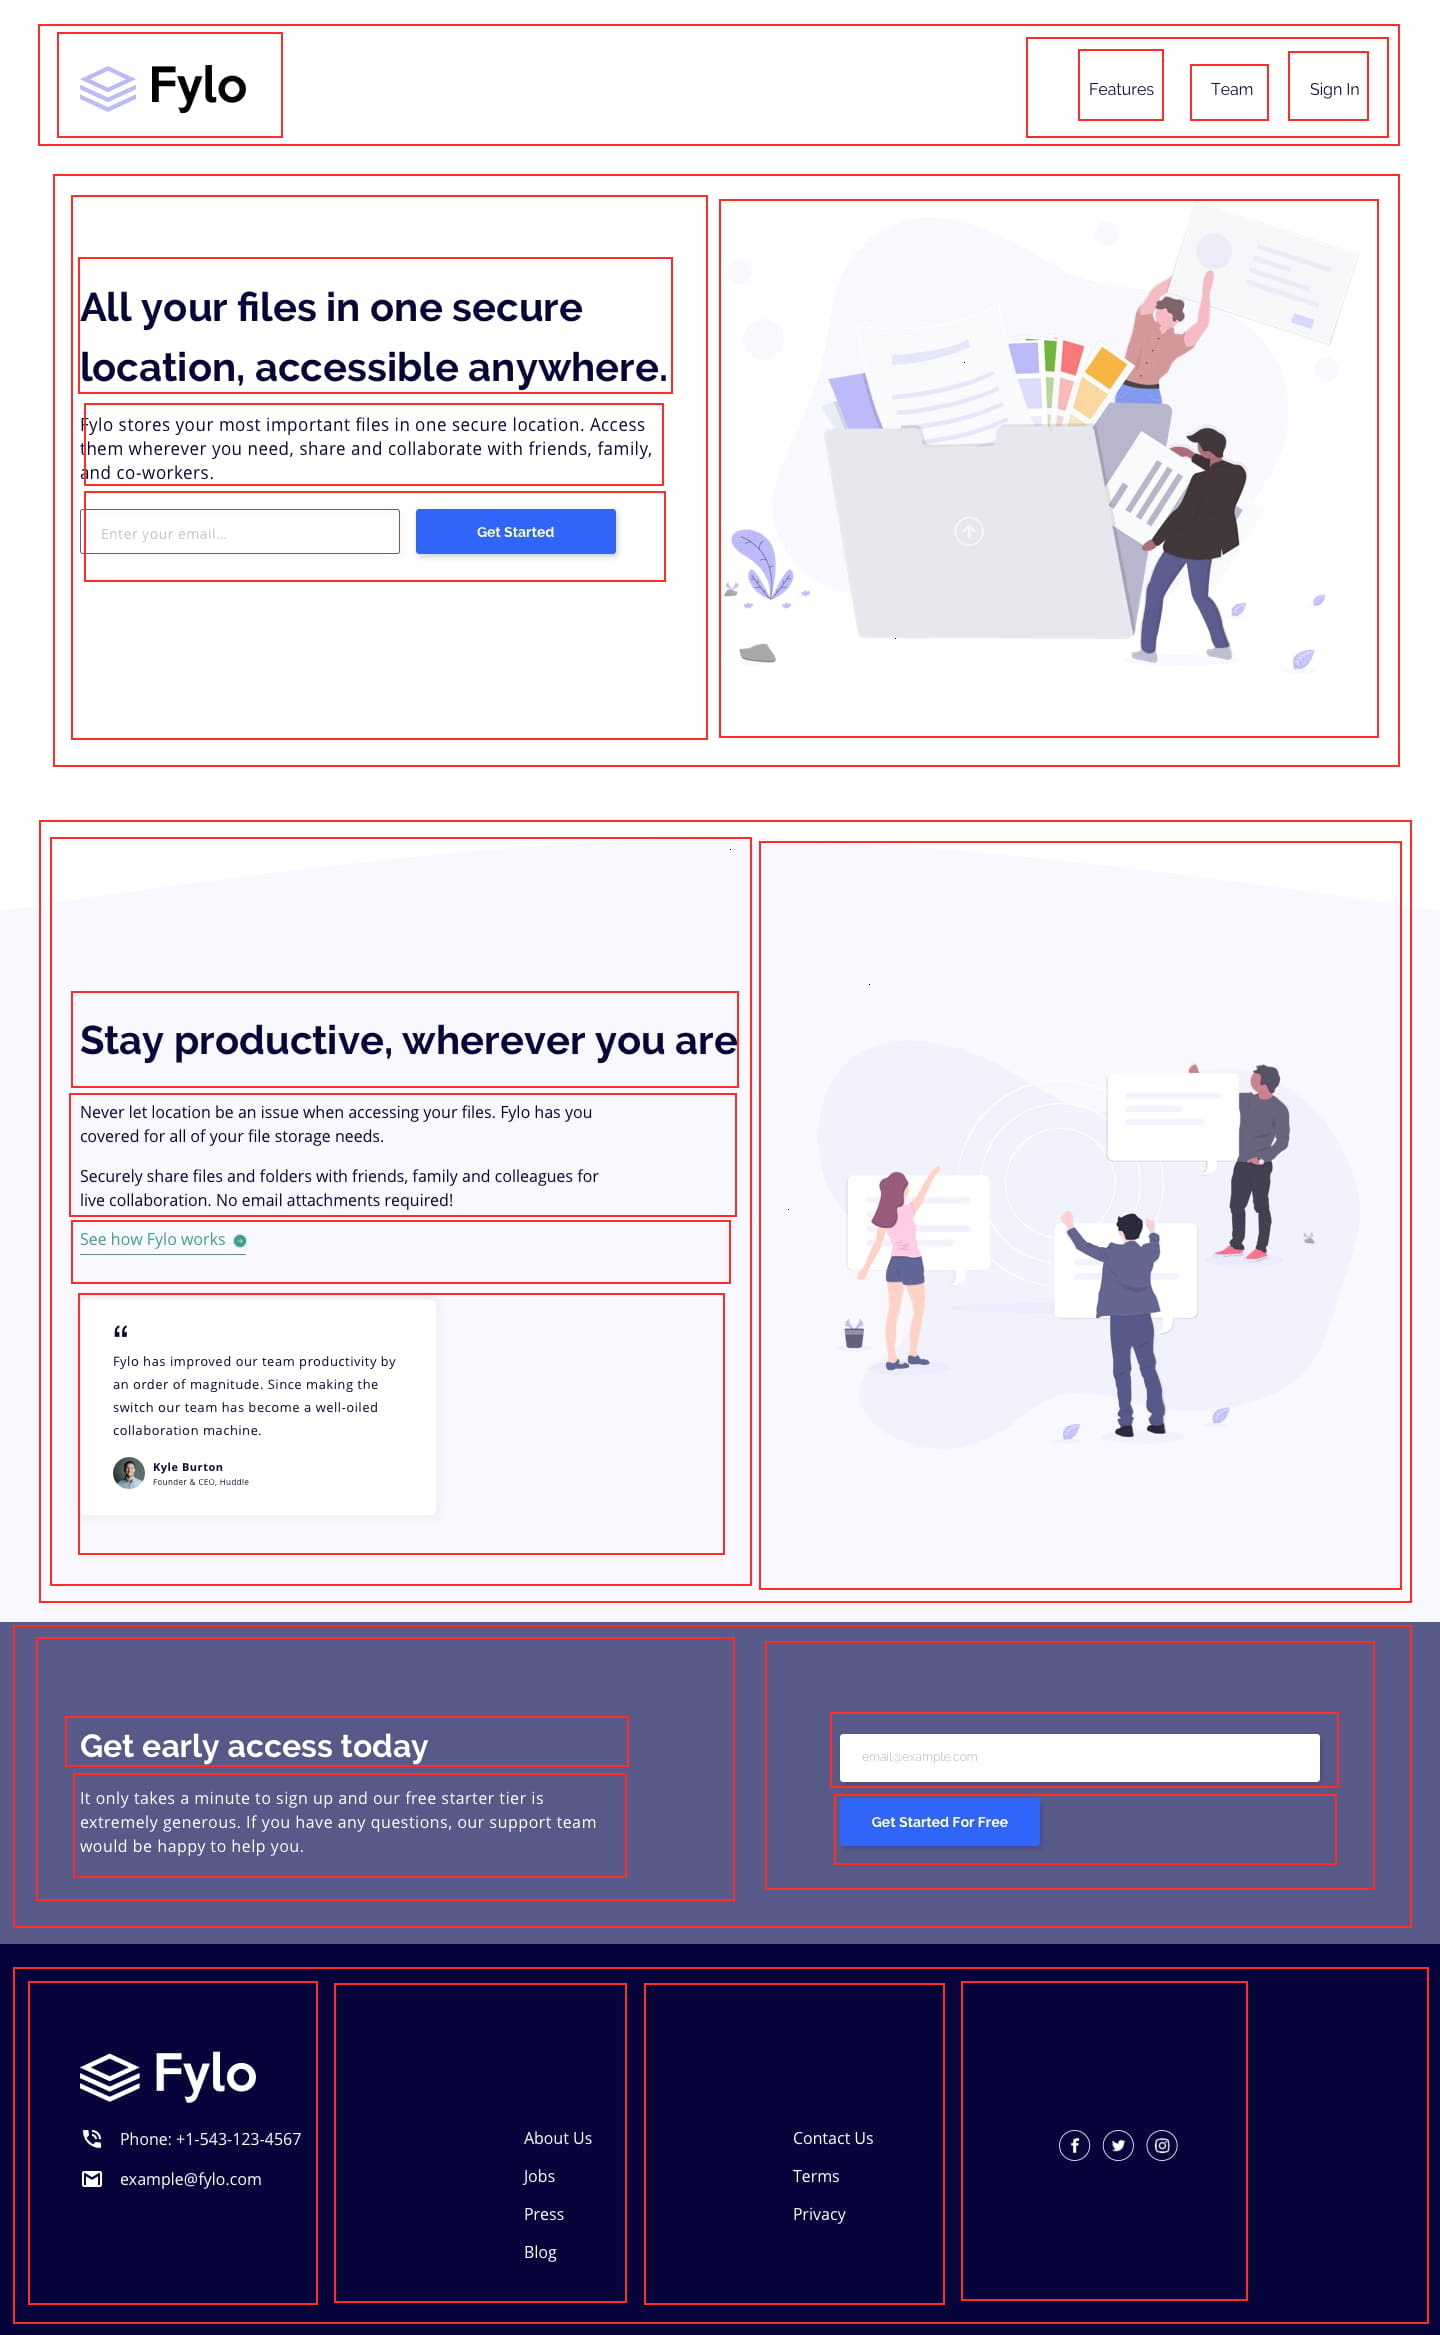 Fylo
Features
Team
Sign In
All your files in one secure
location, accessible anywhere.
Fylo stores your most important files in one secure location. Access
them wherever you need, share and collaborate with friends, family,
and co-workers.
Enter your email...
Get Started
Stay productive, wherever you are
Never let location be an issue when accessing your files. Fylo has you
covered for all of your file storage needs.
Securely share files and folders with friends, family and colleagues for
live collaboration. No email attachments required!
See how Fylo works
“
Fylo has improved our team productivity by
an order of magnitude. Since making the
switch our team has become a well-oiled
collaboration machine.
Kyle Burton
Founder & CEO, Huddle
Get early access today
It only takes a minute to sign up and our free starter tier is
extremely generous. If you have any questions, our support team
would be happy to help you.
email@example.com
Get Started For Free
Fylo
Phone: +1-543-123-4567
example@fylo.com
About Us
Jobs
Press
Blog
Contact Us
Terms
Privacy